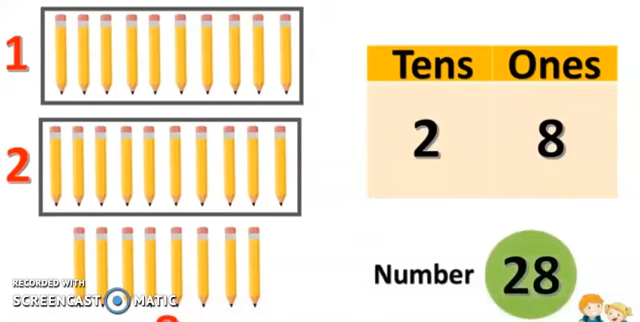 1
Tens Ones
2 8
2
Number 28
RECORDED WITH
SCREENCAST MATIC